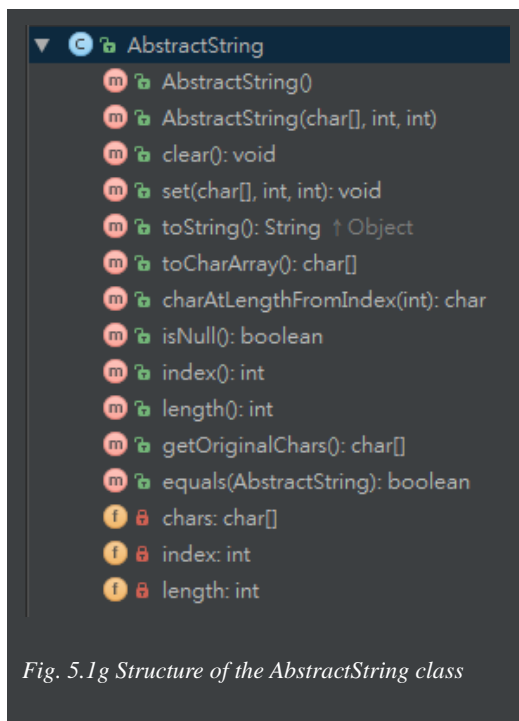 C AbstractString
m AbstractString()
m AbstractString(char[], int, int)
m clear(): void
m set(char[], int, int): void
m toString(): String ↑ Object
m toCharArray(): char[]
m charAtLengthFromIndex(int): char
m isNull(): boolean
m index(): int
m length(): int
m getOriginalChars(): char[]
m equals(AbstractString): boolean
f chars: char[]
f index: int
f length: int
Fig. 5.1g Structure of the AbstractString class